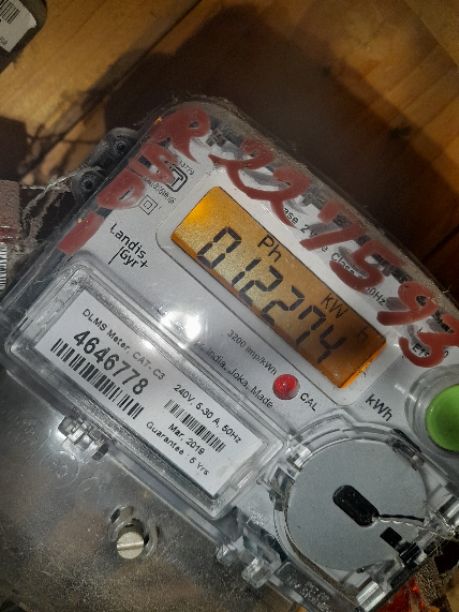 R 227593
Landis
Gyr+
Ph
kW h
012274
3200 imp/kWh
India, Joka, Made
CAL
kWh
DLMS Meter, CAT- C3
4646778
240V, 5-30 A, 50Hz
Mar. 2019
Guarantee : 5 Yrs